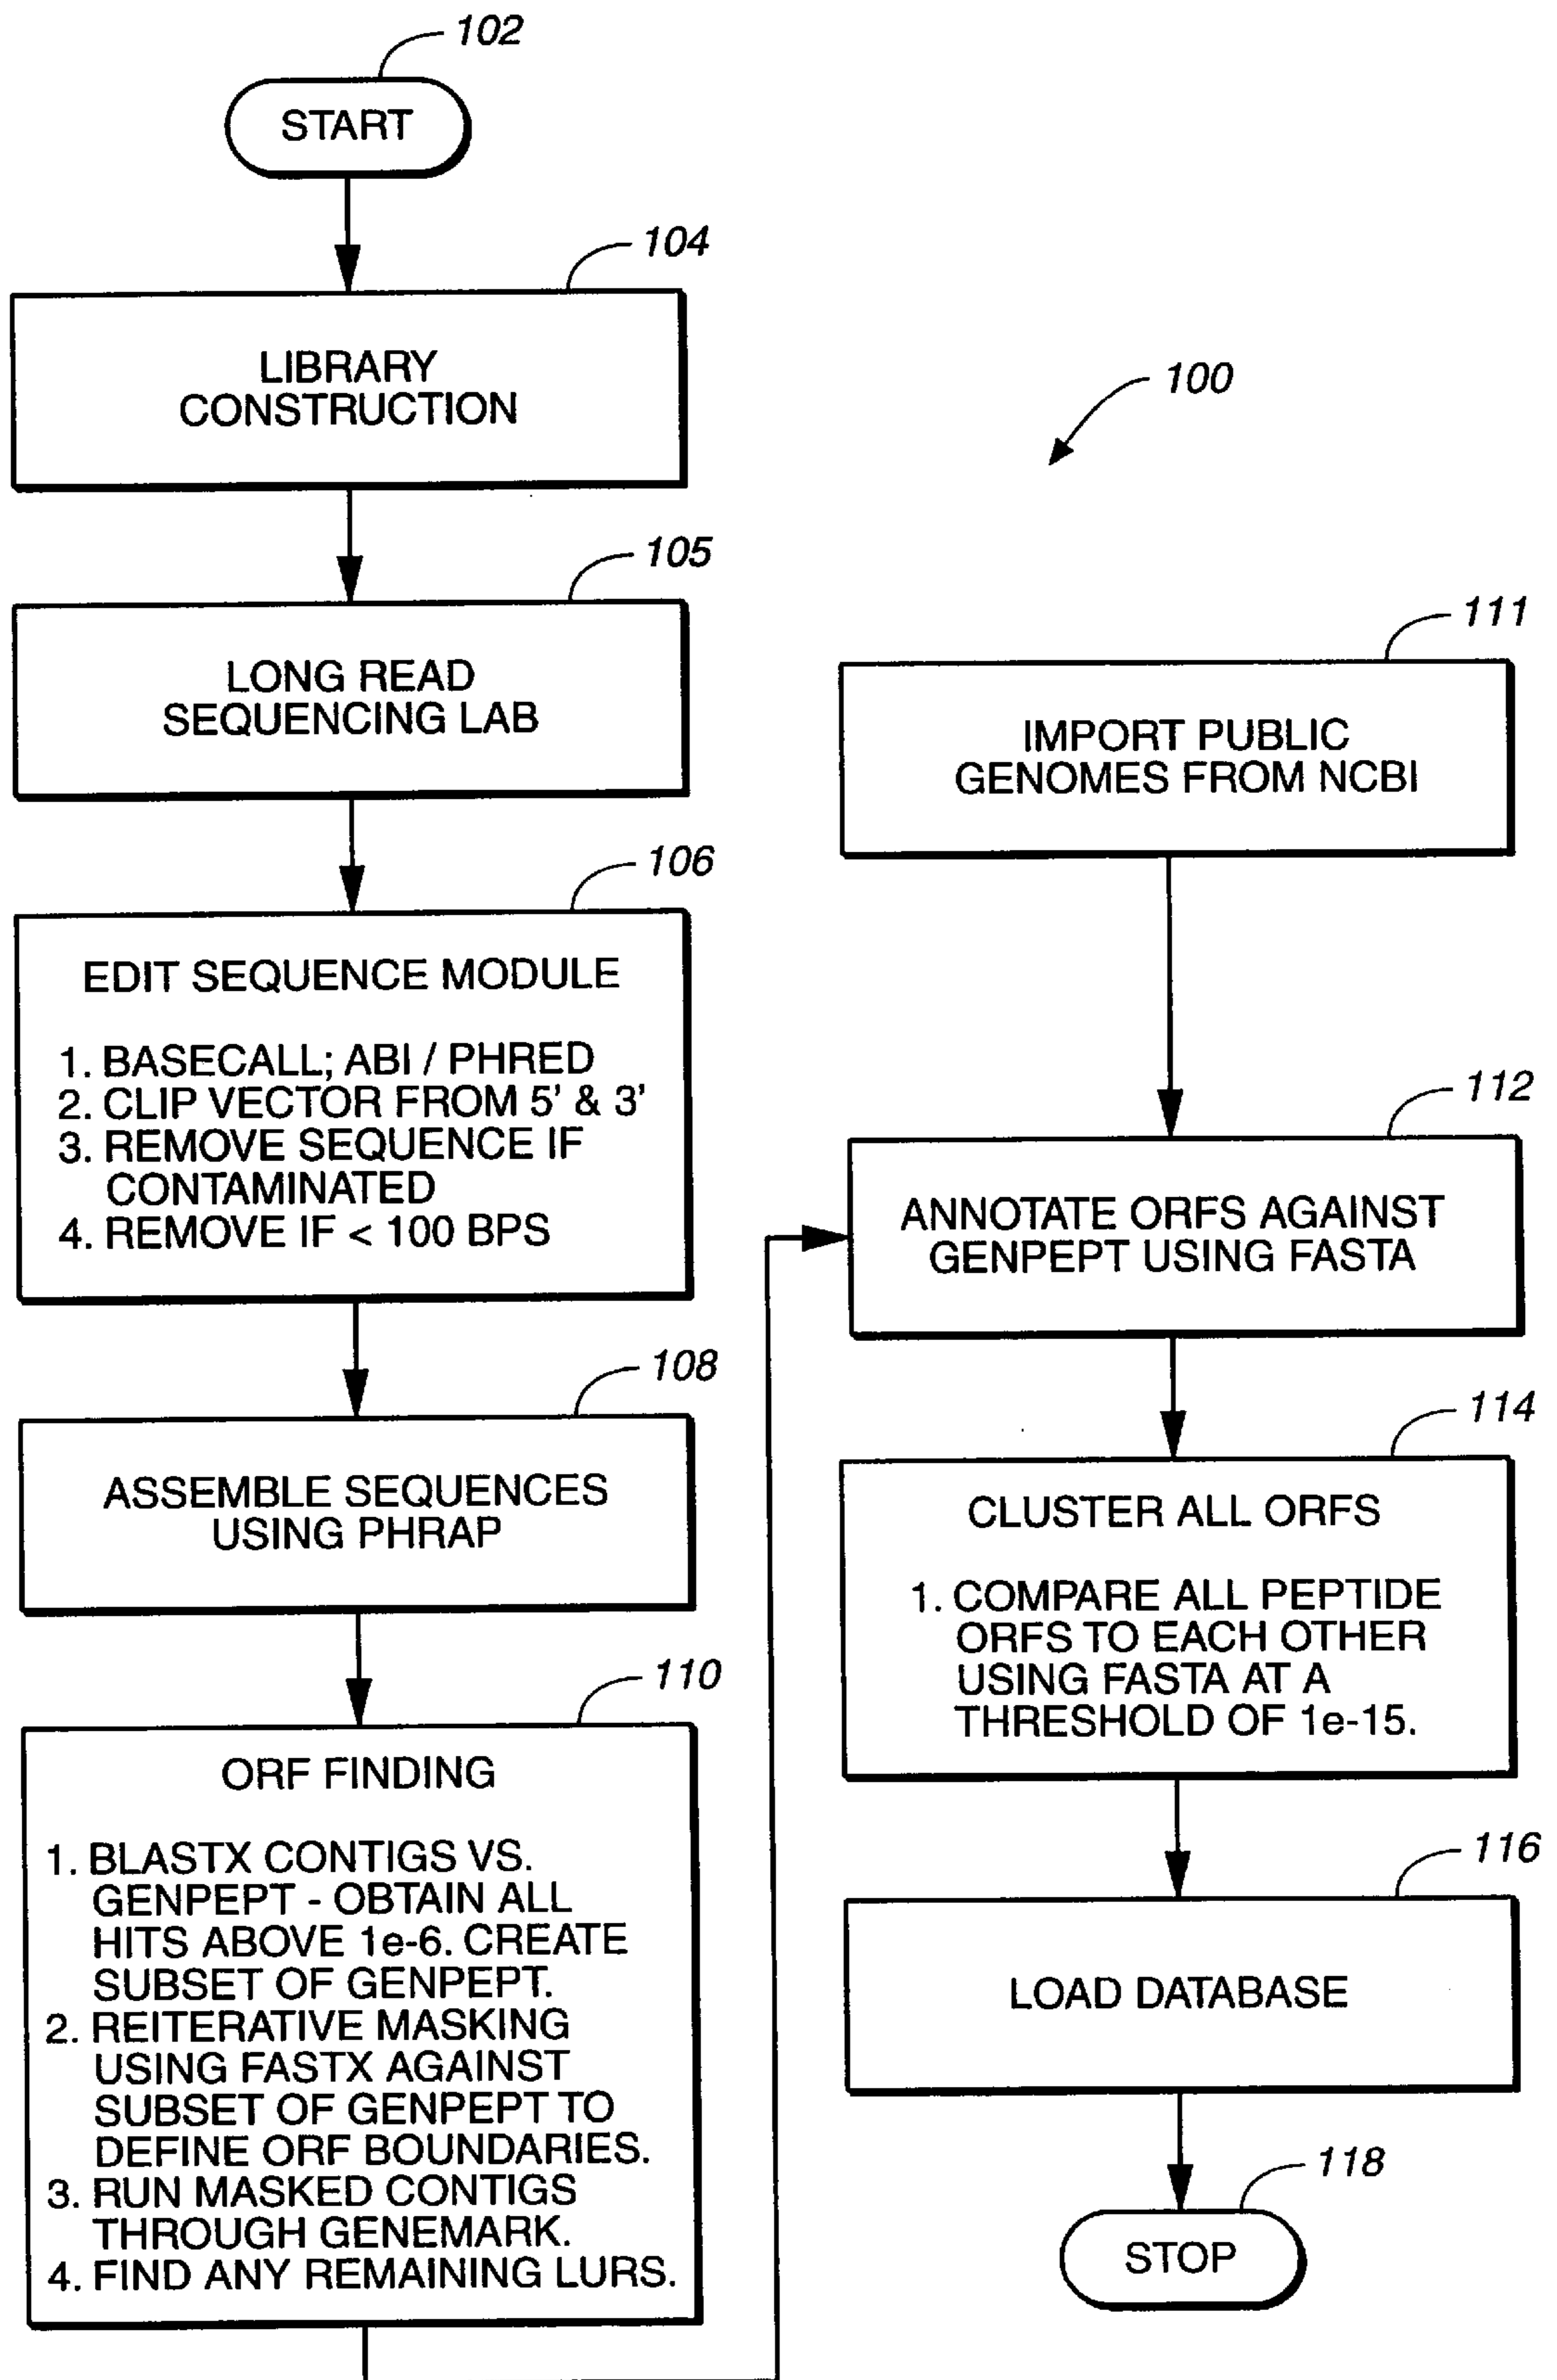 102
START
104
LIBRARY
CONSTRUCTION
105
LONG READ
SEQUENCING LAB
106
EDIT SEQUENCE MODULE
1. BASECALL; ABI / PHRED
2. CLIP VECTOR FROM 5' & 3'
3. REMOVE SEQUENCE IF
CONTAMINATED
4. REMOVE IF < 100 BPS
108
ASSEMBLE SEQUENCES
USING PHRAP
110
ORF FINDING
1. BLASTX CONTIGS VS.
GENPEPT - OBTAIN ALL
HITS ABOVE 1e-6. CREATE
SUBSET OF GENPEPT.
2. REITERATIVE MASKING
USING FASTX AGAINST
SUBSET OF GENPEPT TO
DEFINE ORF BOUNDARIES.
3. RUN MASKED CONTIGS
THROUGH GENEMARK.
4. FIND ANY REMAINING LURS.
100
111
IMPORT PUBLIC
GENOMES FROM NCBI
112
ANNOTATE ORFS AGAINST
GENPEPT USING FASTA
114
CLUSTER ALL ORFS
1. COMPARE ALL PEPTIDE
ORFS TO EACH OTHER
USING FASTA AT A
THRESHOLD OF 1e-15.
116
LOAD DATABASE
118
STOP